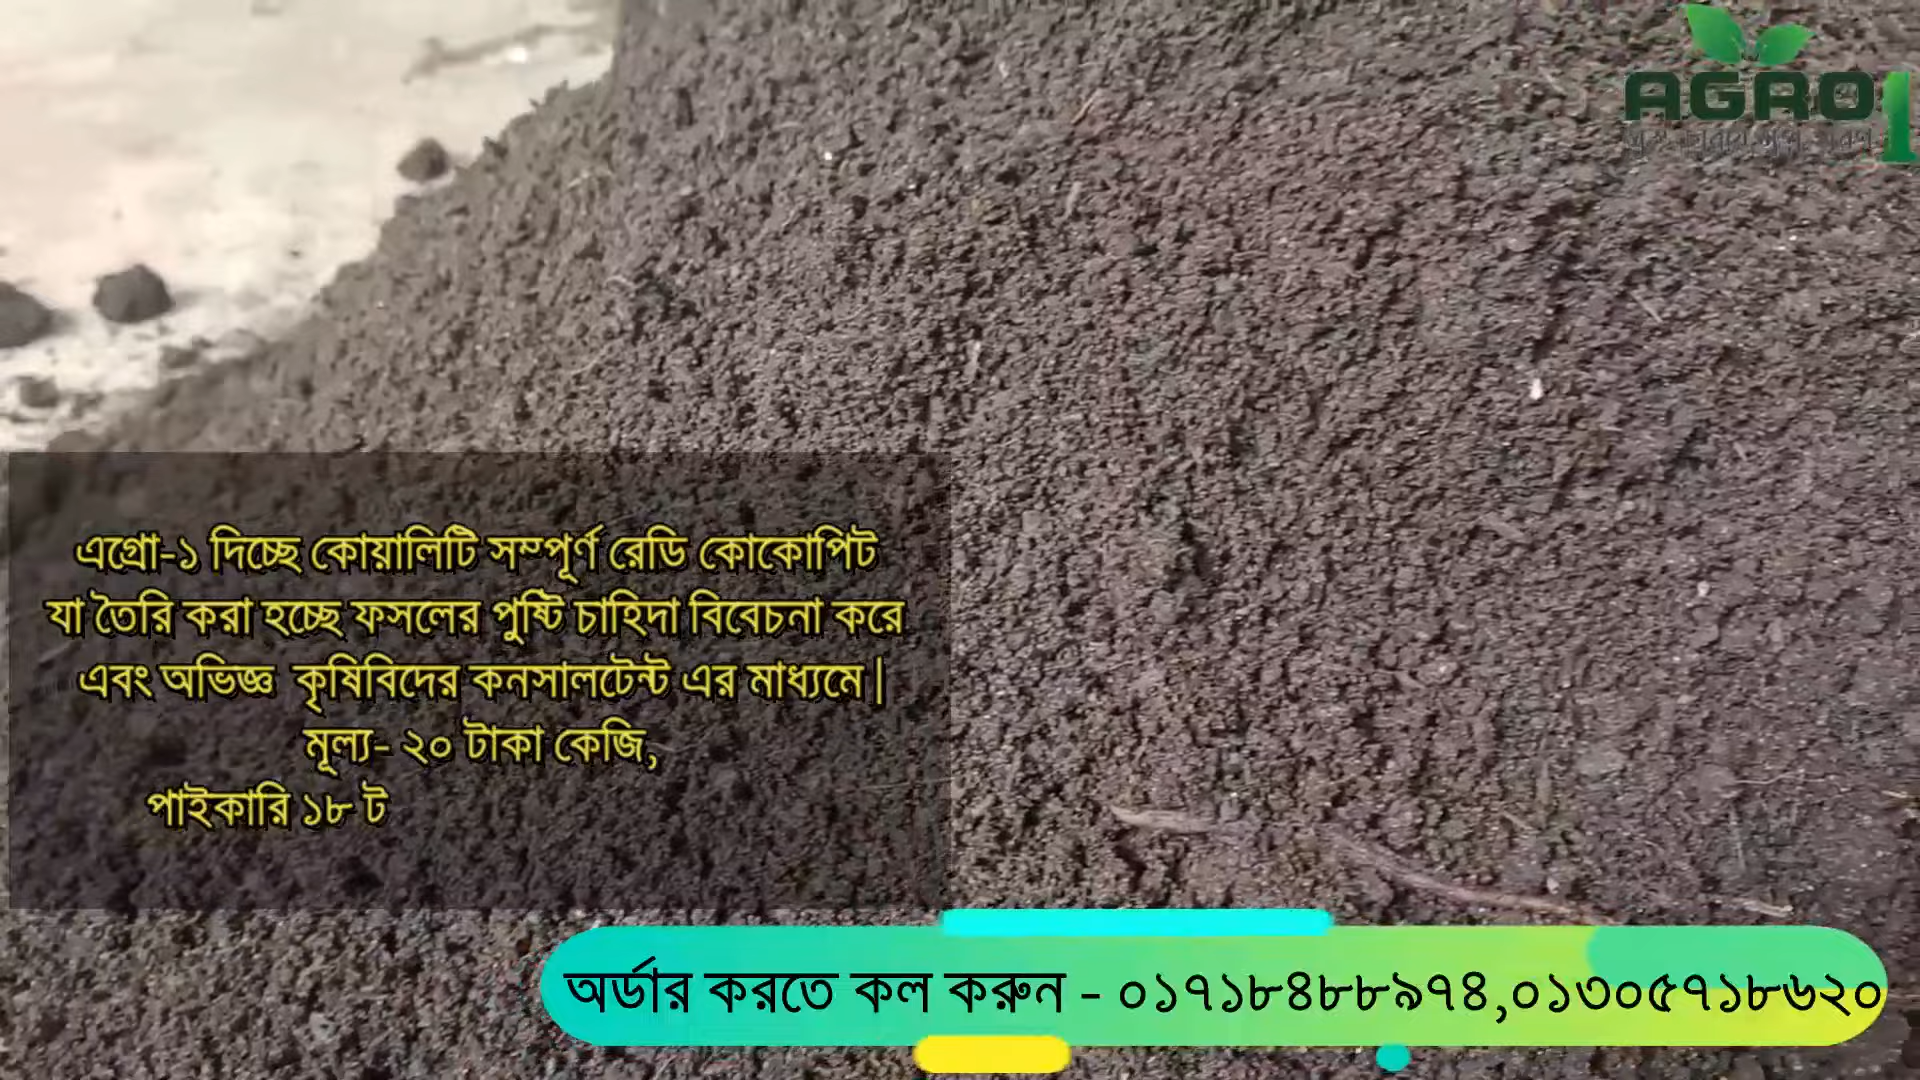 AGRO1
এগ্রো-১ দিচ্ছে কোয়ালিটি সম্পূর্ণ রেডি কোকোপিট
যা তৈরি করা হচ্ছে ফসলের পুষ্টি চাহিদা বিবেচনা করে
এবং অভিজ্ঞ কৃষিবিদের কনসালটেন্ট এর মাধ্যমে |
মূল্য- ২০ টাকা কেজি,
পাইকারি ১৮ ট
অর্ডার করতে কল করুন - ০১৭১৮৪৮৮৯৭৪,০১৩০৫৭১৮৬২০